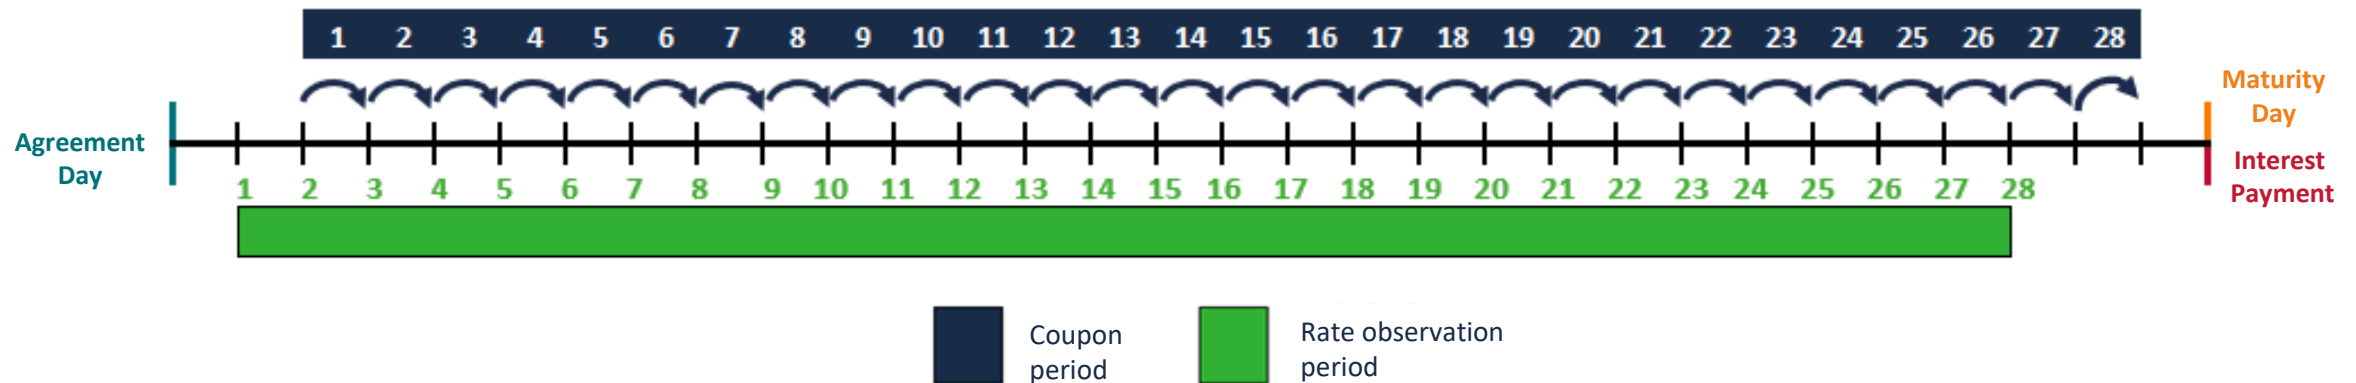 1 2 3 4 5 6 7 8 9 10 11 12 13 14 15 16 17 18 19 20 21 22 23 24 25 26 27 28
Agreement
Day
Maturity
Day
Interest
Payment
1 2 3 4 5 6 7 8 9 10 11 12 13 14 15 16 17 18 19 20 21 22 23 24 25 26 27 28
Coupon
period
Rate observation
period